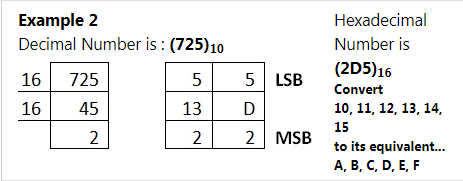 Example 2
Decimal Number is : (725)10
16 725 5 5 LSB
16 45 13 D
2 2 2 MSB
Hexadecimal
Number is
(2D5)16
Convert
10, 11, 12, 13, 14,
15
to its equivalent...
A, B, C, D, E, F